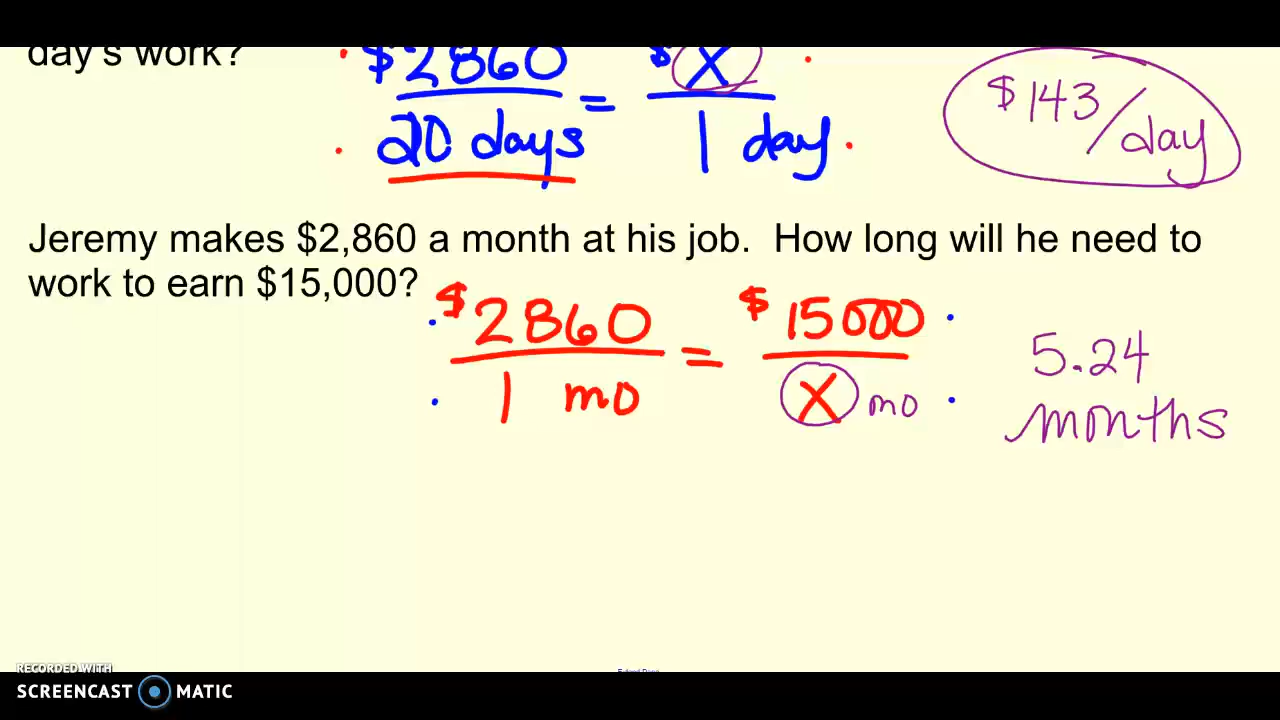 day's work?
$2860 = $X
20 days 1 day
$143/day
Jeremy makes $2,860 a month at his job. How long will he need to
work to earn $15,000?
$2860 = $15000
1 mo X mo
5.24
months
RECORDED WITH
SCREENCAST MATIC